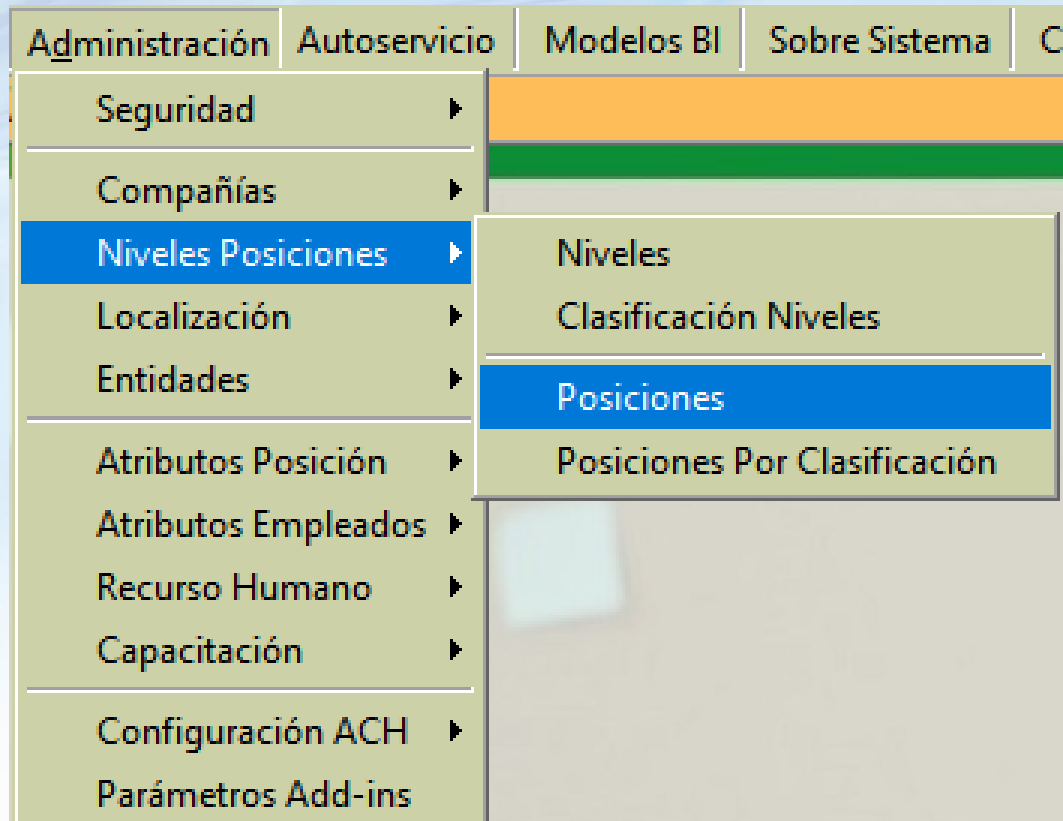 Administración Autoservicio Modelos BI Sobre Sistema
Seguridad
Compañías
Niveles Posiciones
Localización
Entidades
Atributos Posición
Atributos Empleados
Recurso Humano
Capacitación
Configuración ACH
Parámetros Add-ins
Niveles
Clasificación Niveles
Posiciones
Posiciones Por Clasificación